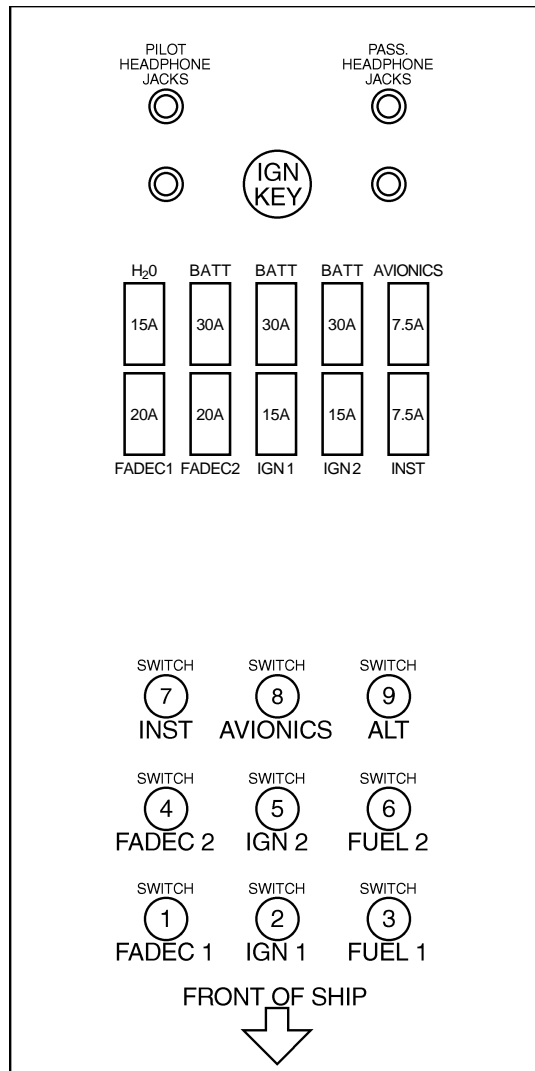 PILOT
HEADPHONE
JACKS
PASS.
HEADPHONE
JACKS
IGN
KEY
H₂0 BATT BATT BATT AVIONICS
15A 30A 30A 30A 7.5A
20A 20A 15A 15A 7.5A
FADEC1 FADEC2 IGN1 IGN2 INST
SWITCH SWITCH SWITCH
7 8 9
INST AVIONICS ALT
SWITCH SWITCH SWITCH
4 5 6
FADEC 2 IGN 2 FUEL 2
SWITCH SWITCH SWITCH
1 2 3
FADEC 1 IGN 1 FUEL 1
FRONT OF SHIP